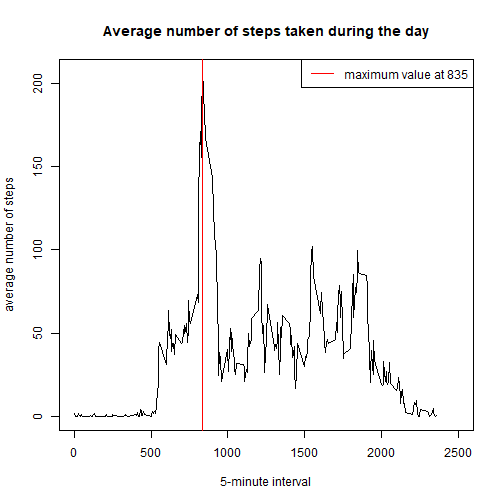 Average number of steps taken during the day
maximum value at 835
average number of steps
0
50
100
150
200
0
500
1000
1500
2000
2500
5-minute interval